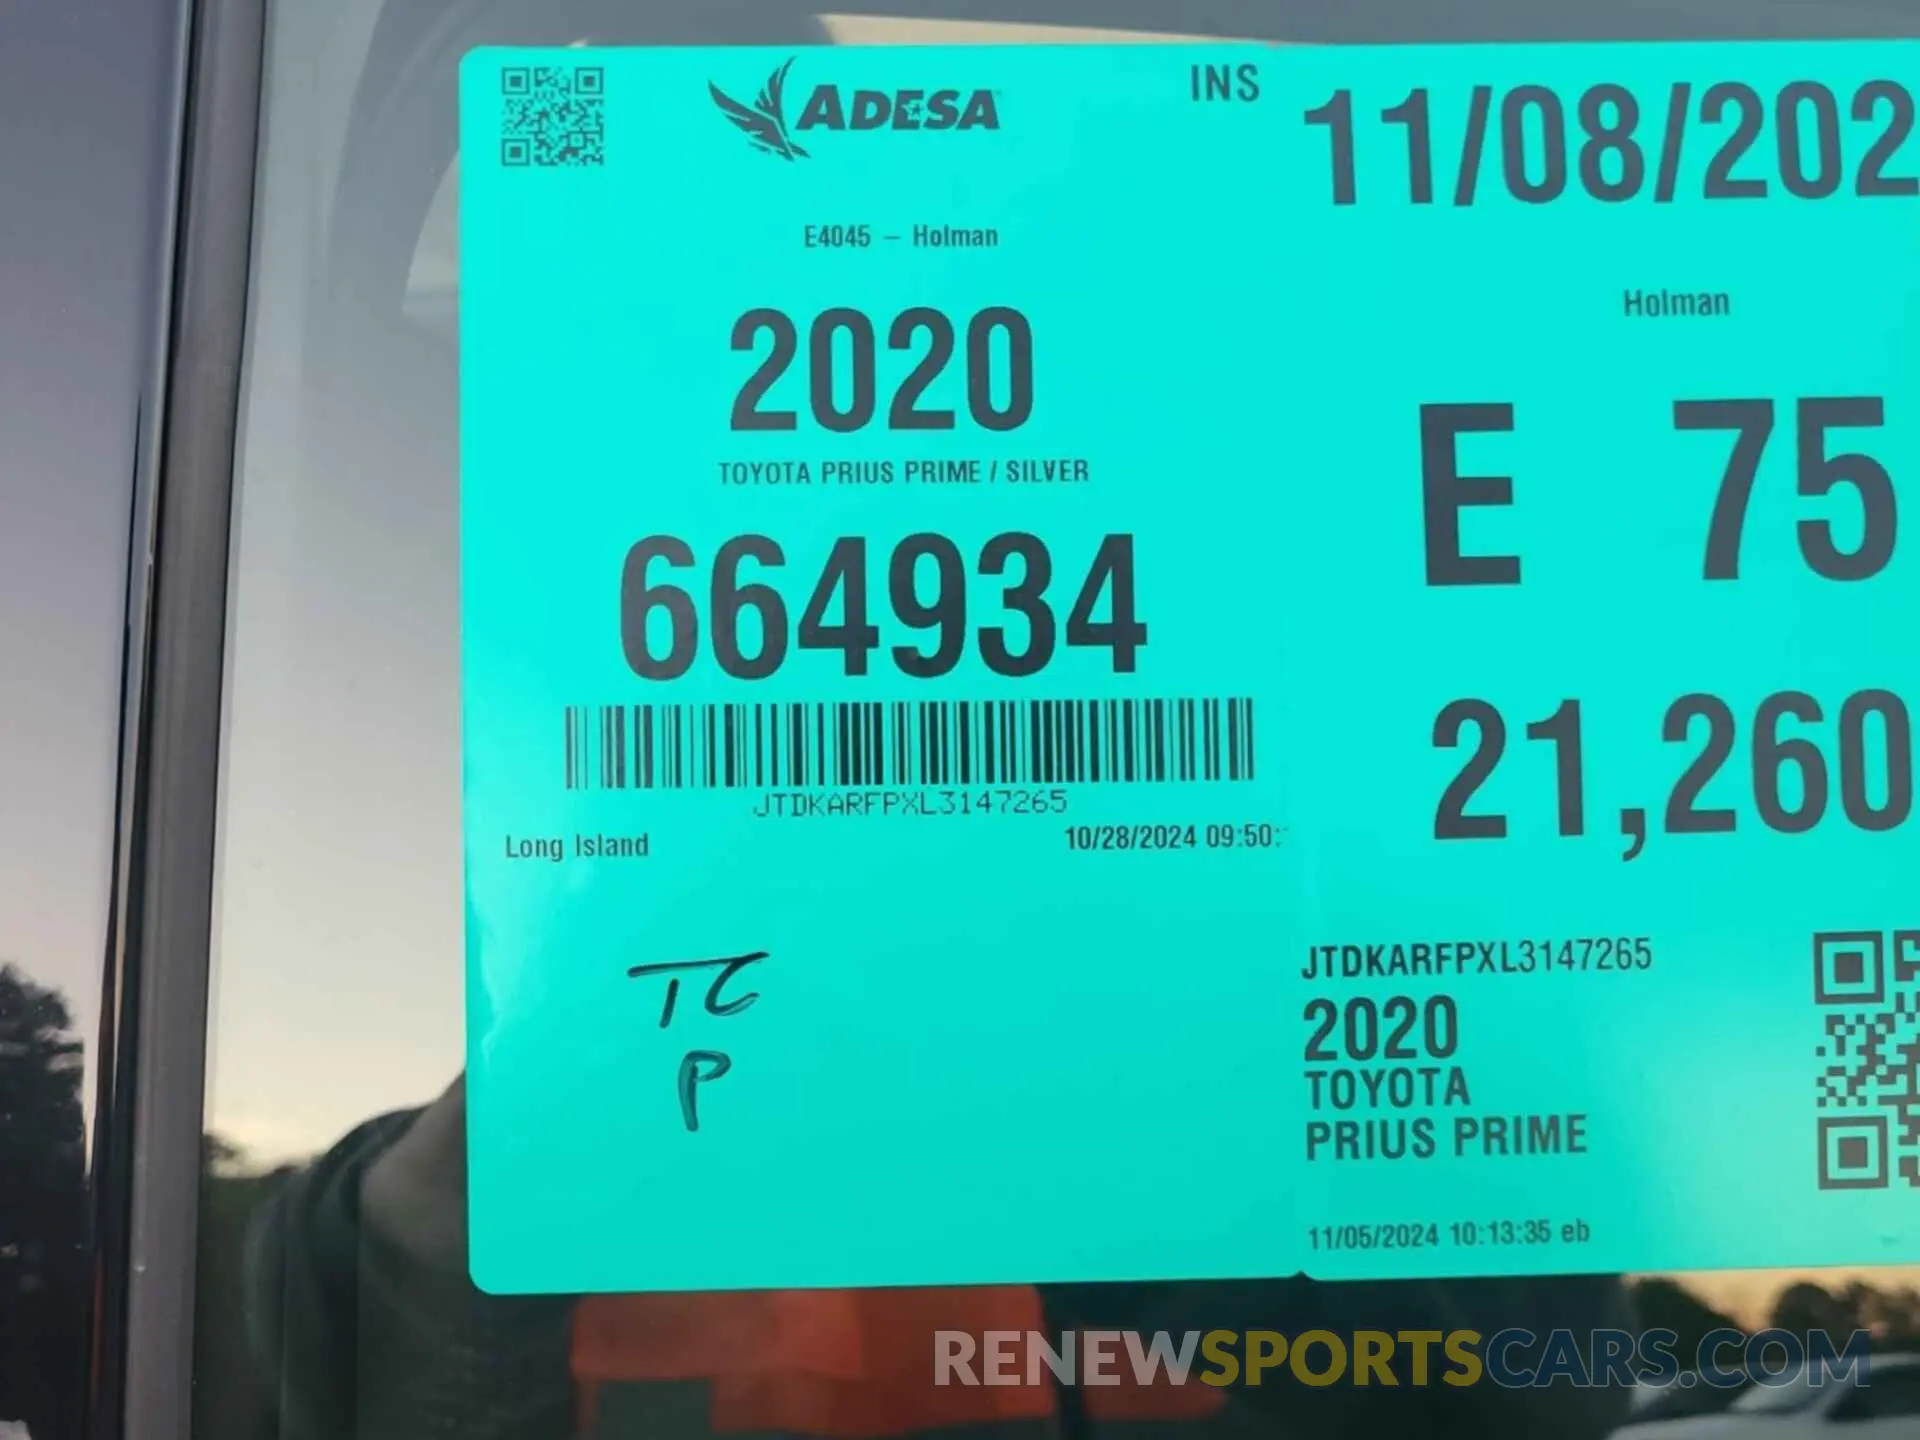 ADESA
INS
E4045 – Holman
2020
TOYOTA PRIUS PRIME / SILVER
664934
JTDKARFPXL3147265
Long Island
10/28/2024 09:50:
TC
P
11/08/202
Holman
E 75
21,260
JTDKARFPXL3147265
2020
TOYOTA
PRIUS PRIME
11/05/2024 10:13:35 eb
RENEWSPORTSCARS.COM